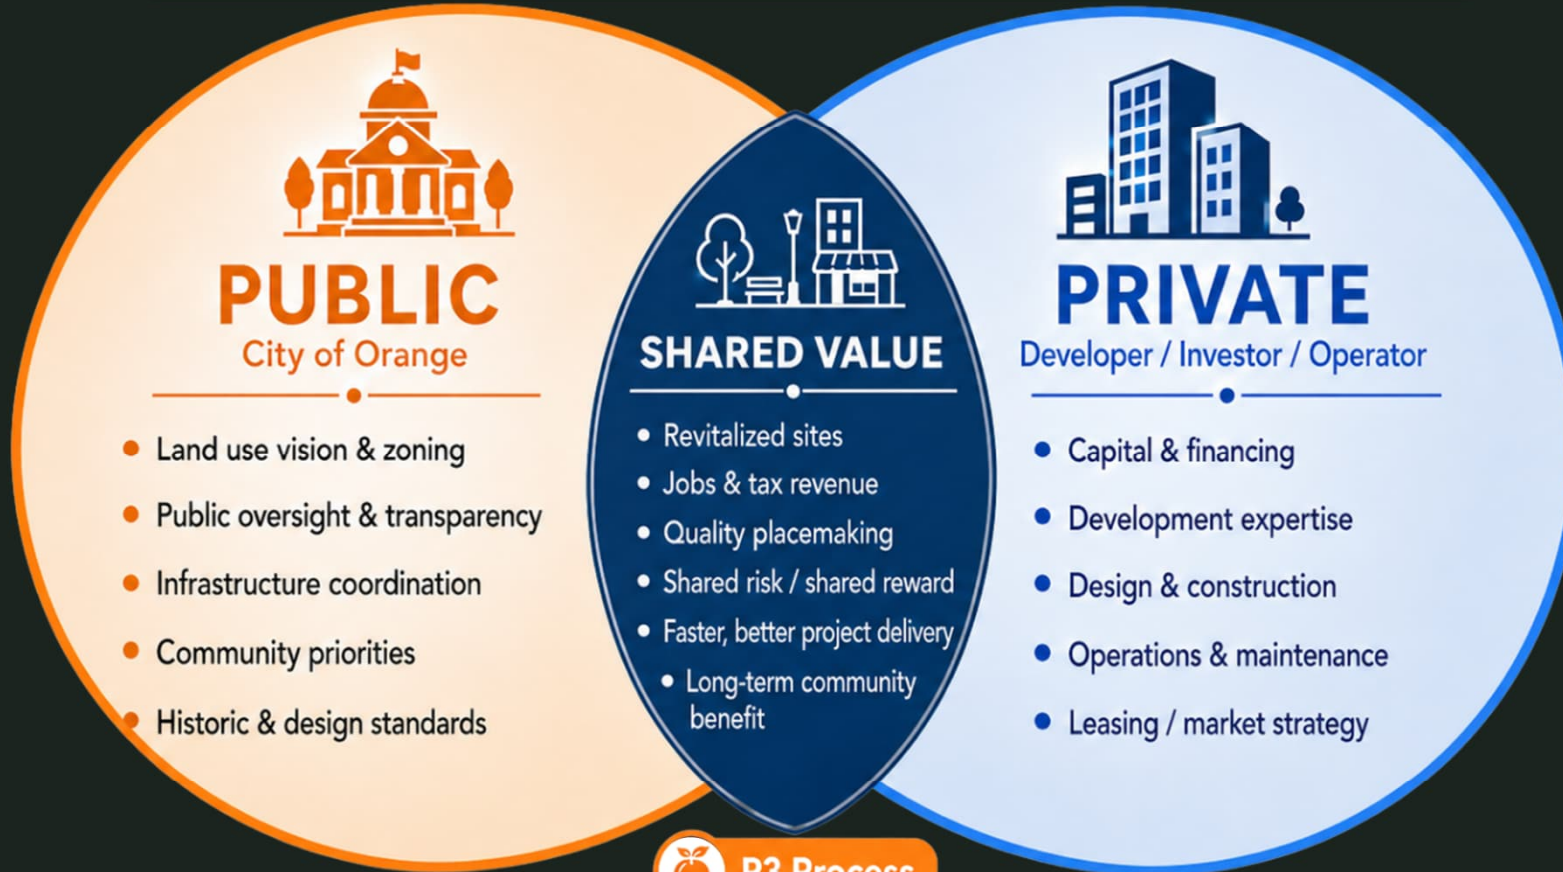 PUBLIC
City of Orange
Land use vision & zoning
Public oversight & transparency
Infrastructure coordination
Community priorities
Historic & design standards
SHARED VALUE
Revitalized sites
Jobs & tax revenue
Quality placemaking
Shared risk / shared reward
Faster, better project delivery
Long-term community
benefit
PRIVATE
Developer / Investor / Operator
Capital & financing
Development expertise
Design & construction
Operations & maintenance
Leasing / market strategy
P3 Process